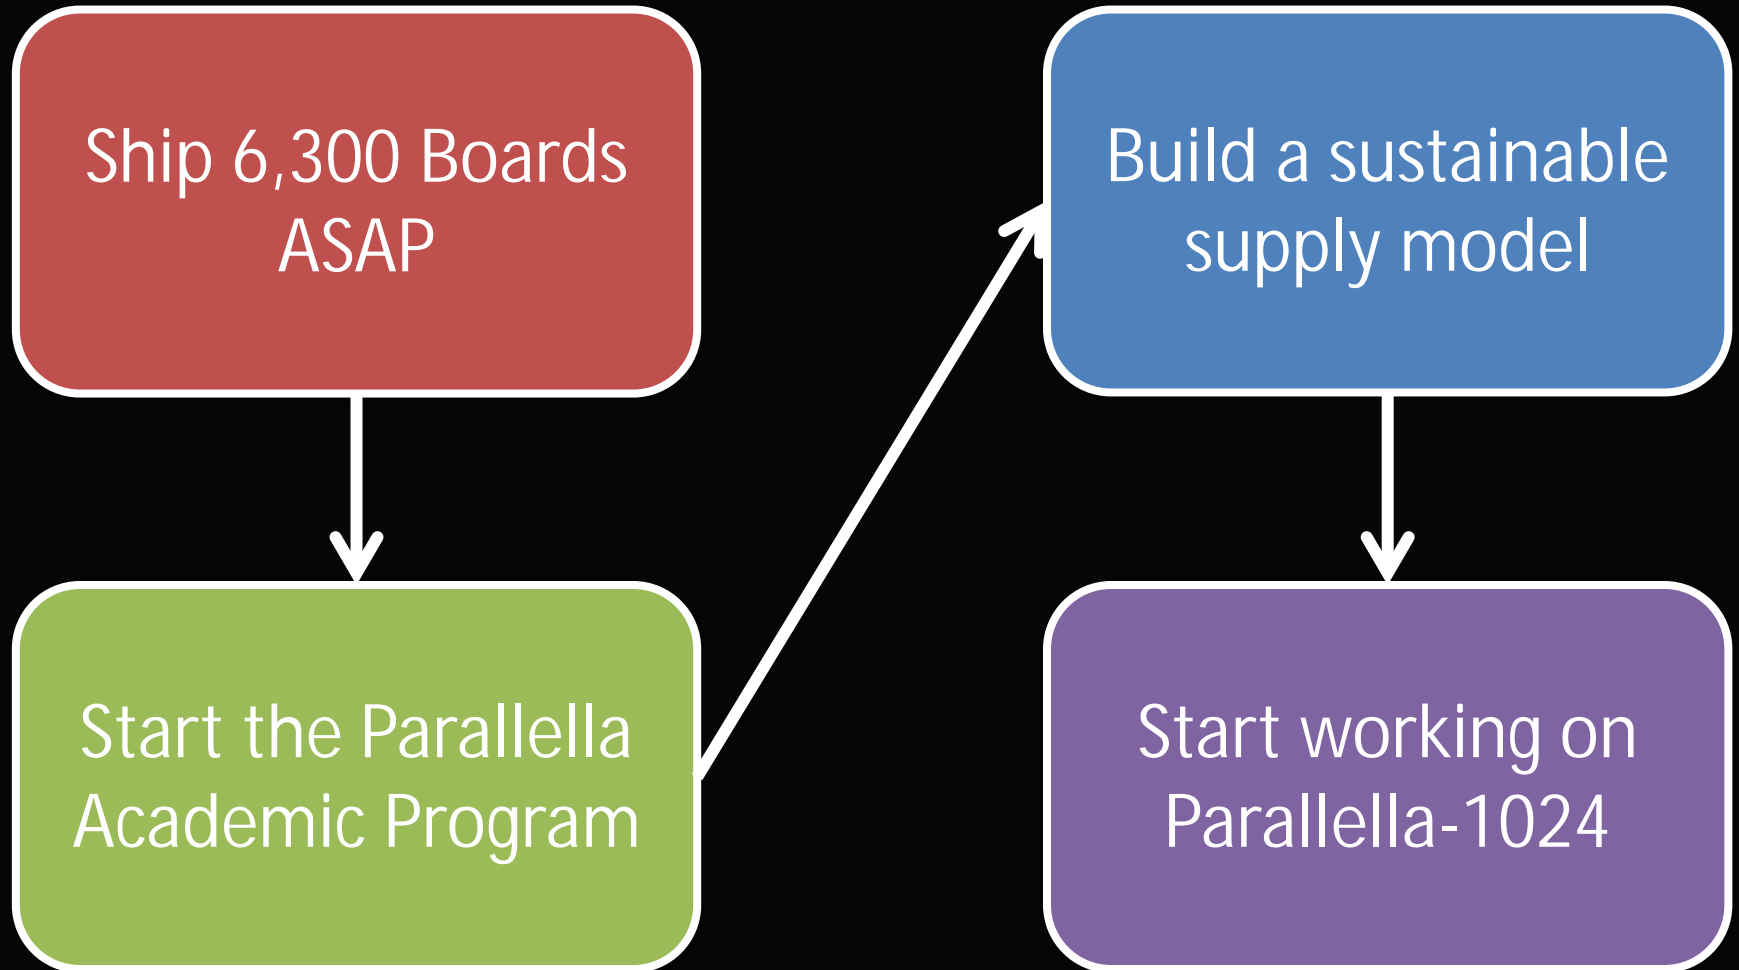 Ship 6,300 Boards
ASAP
Start the Parallella
Academic Program
Build a sustainable
supply model
Start working on
Parallella-1024